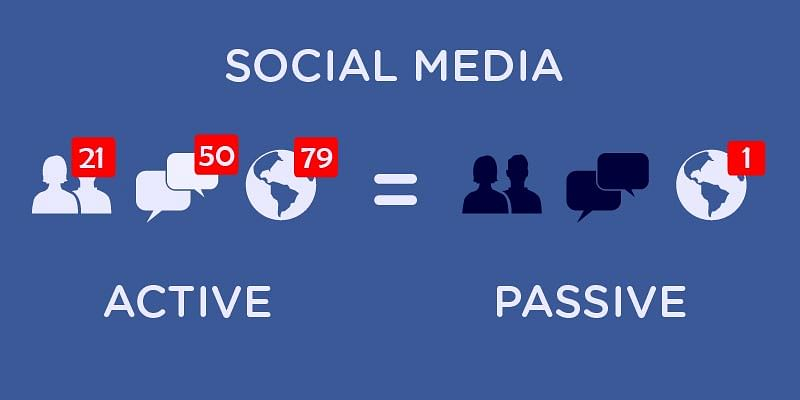 SOCIAL MEDIA
21 50 79 = 1
ACTIVE PASSIVE